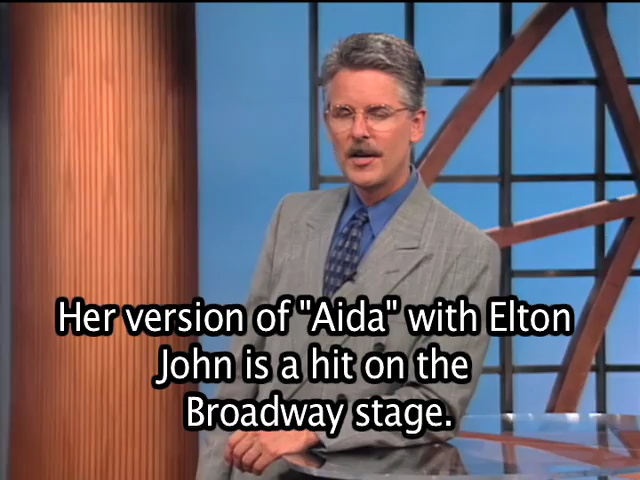 Her version of "Aida" with Elton
John is a hit on the
Broadway stage.